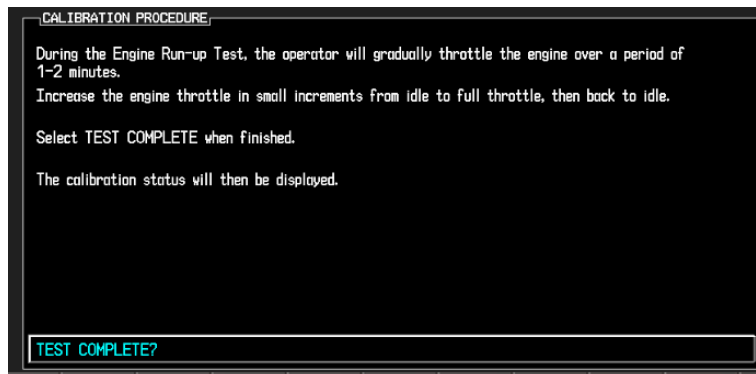 CALIBRATION PROCEDURE
During the Engine Run-up Test, the operator will gradually throttle the engine over a period of
1-2 minutes.
Increase the engine throttle in small increments from idle to full throttle, then back to idle.
Select TEST COMPLETE when finished.
The calibration status will then be displayed.
TEST COMPLETE?